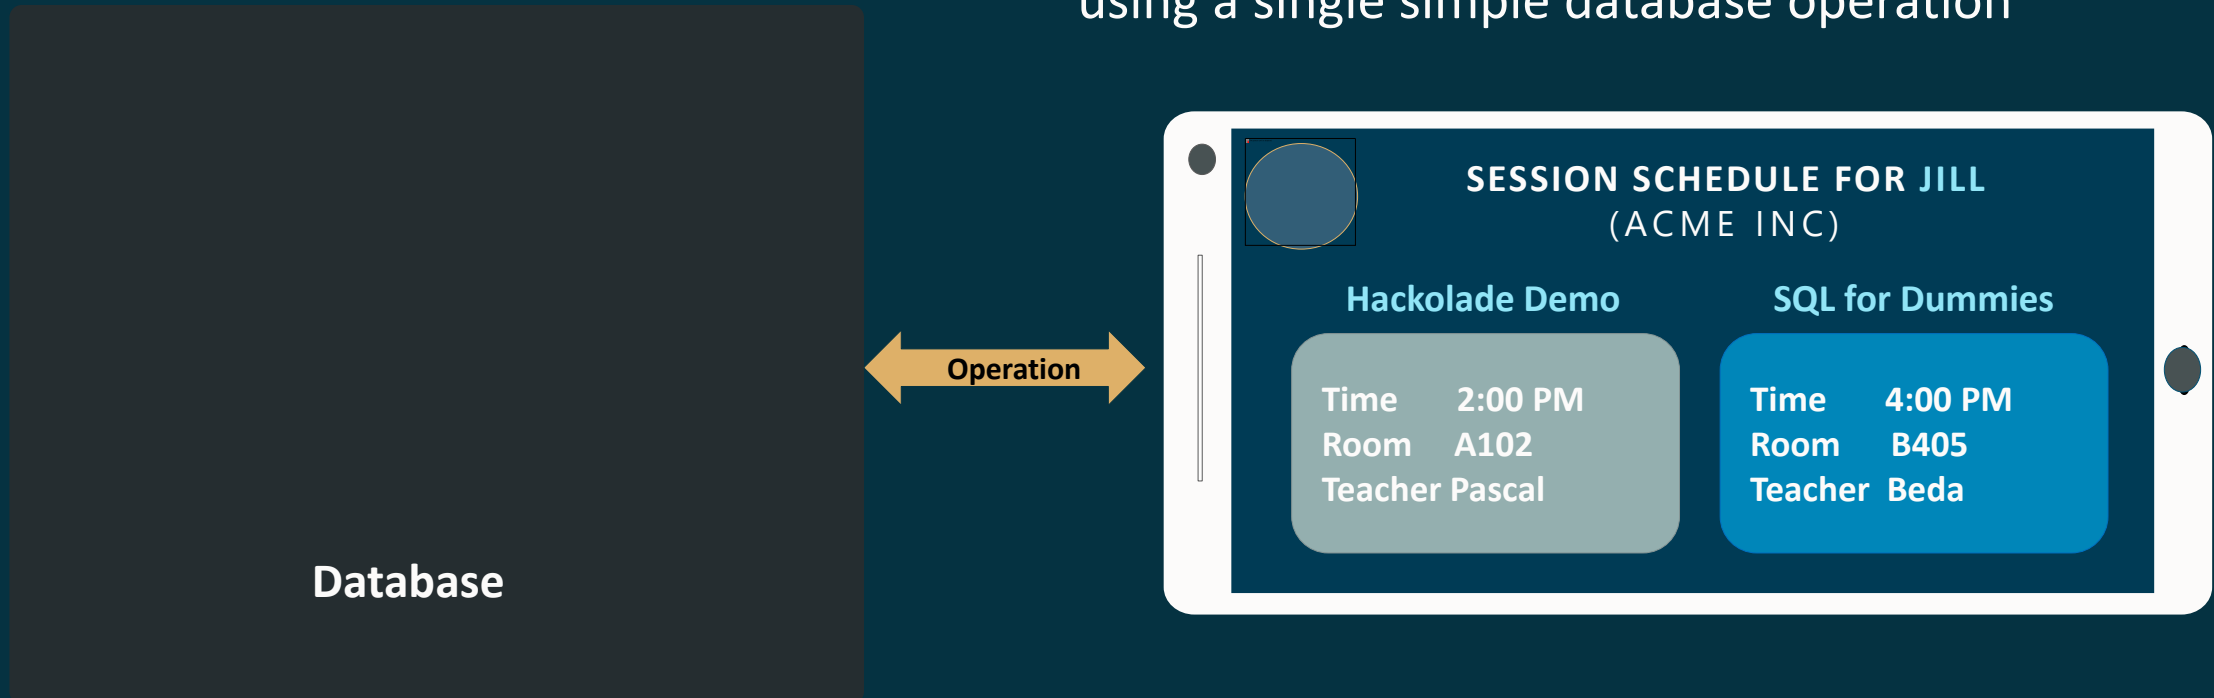 using a single simple database operation
SESSION SCHEDULE FOR JILL
(ACME INC)
Hackolade Demo
Time 2:00 PM
Room A102
Teacher Pascal
SQL for Dummies
Time 4:00 PM
Room B405
Teacher Beda
Operation
Database